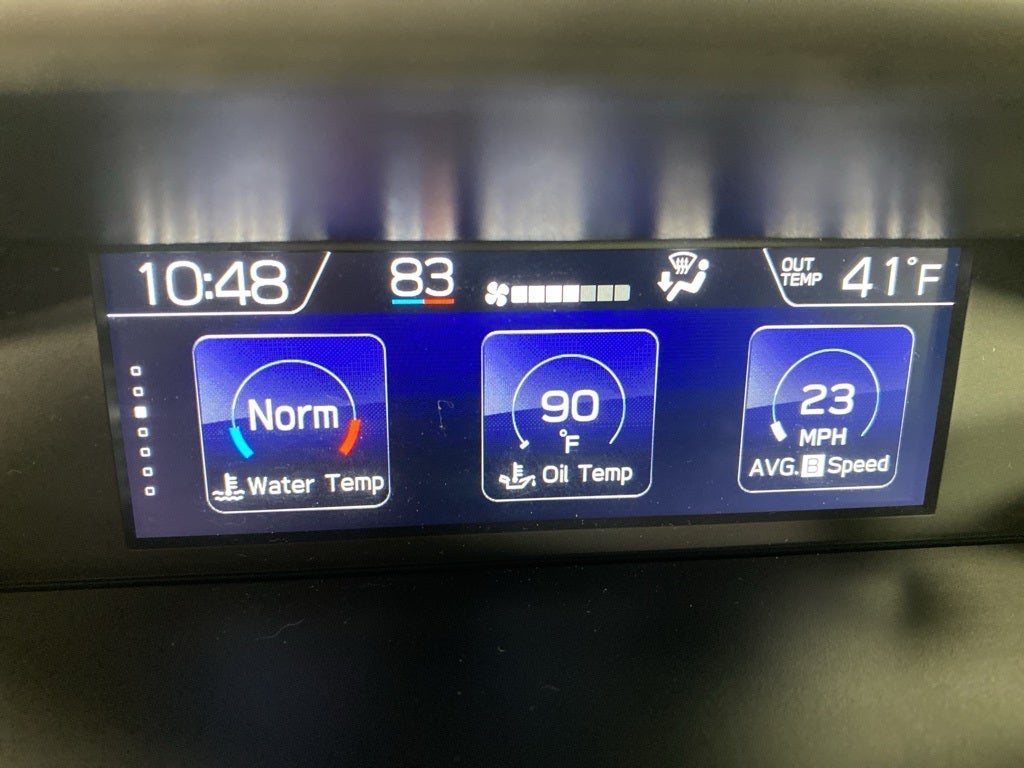 10:48
83
OUT TEMP 41°F
Norm
Water Temp
90
°F
Oil Temp
23
MPH
AVG. B Speed